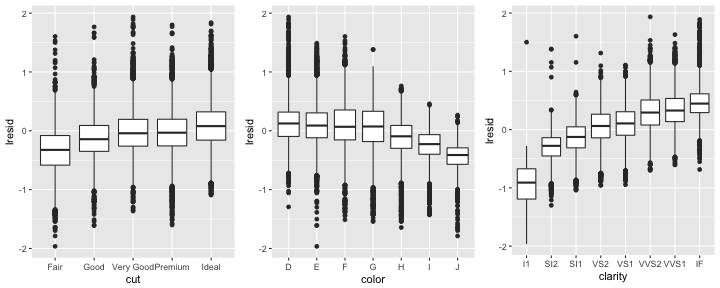 lresid
2
1
0
-1
-2
Fair Good Very Good Premium Ideal
cut
lresid
2
1
0
-1
-2
D E F G H I J
color
lresid
2
1
0
-1
-2
I1 SI2 SI1 VS2 VS1 VVS2 VVS1 IF
clarity